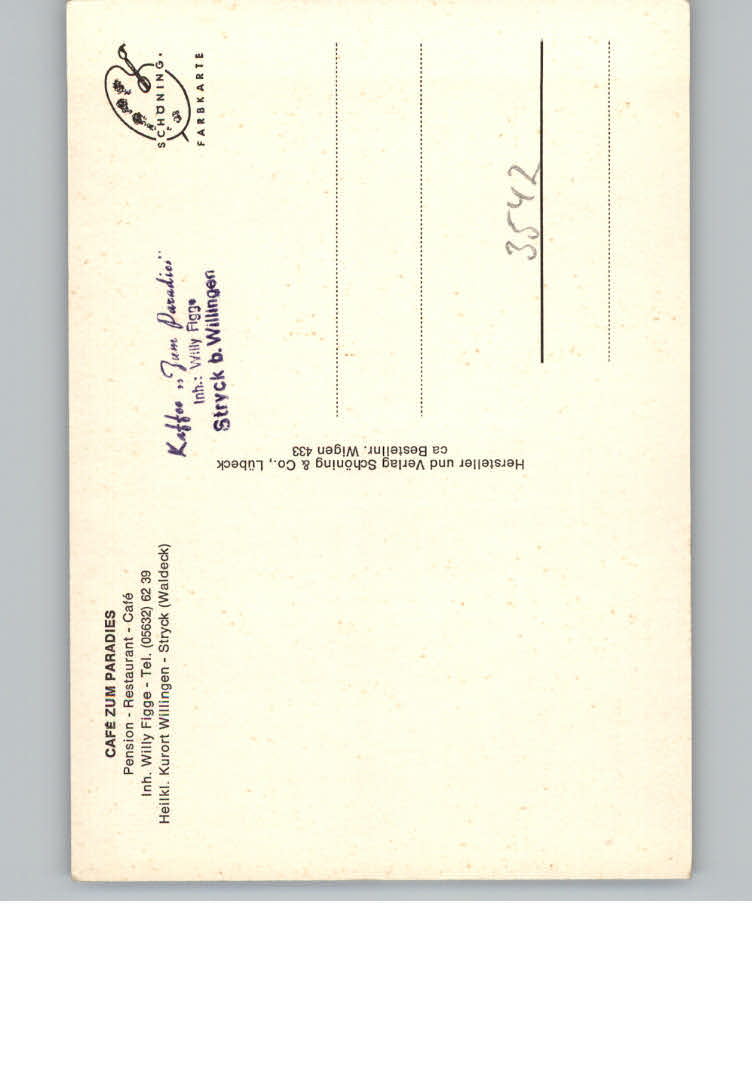 CAFÉ ZUM PARADIES
Pension - Restaurant - Café
Inh. Willy Figge - Tel. (05632) 62 39
Heilkl. Kurort Willingen - Stryck (Waldeck)
SCHÖNING
FARBKARTE
Kaffee „Zum Paradies"
Inh.: Willy Figge
Stryck b. Willingen
Hersteller und Verlag Schöning & Co., Lübeck
ca Bestellnr. Wigen 433
3542